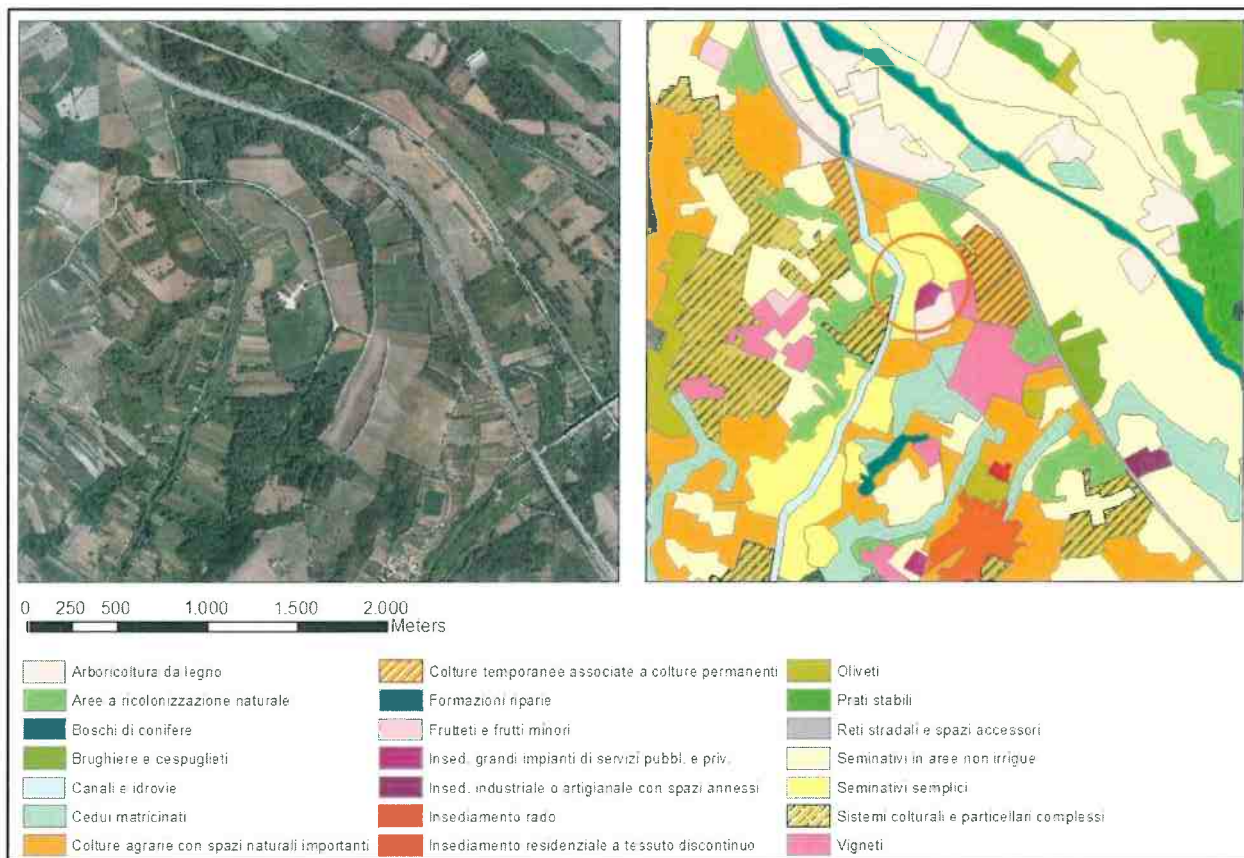 0 250 500 1.000 1.500 2.000
Meters
Arboricoltura da legno
Aree a ricolonizzazione naturale
Boschi di conifere
Brughiere e cespuglieti
Canali e idrovie
Cedui matricinati
Colture agrarie con spazi naturali importanti
Colture temporanee associate a colture permanenti
Formazioni riparie
Frutteti e frutti minori
Insed. grandi impianti di servizi pubbl. e priv.
Insed. industriale o artigianale con spazi annessi
Insediamento rado
Insediamento residenziale a tessuto discontinuo
Oliveti
Prati stabili
Reti stradali e spazi accessori
Seminativi in aree non irrigue
Seminativi semplici
Sistemi colturali e particellari complessi
Vigneti